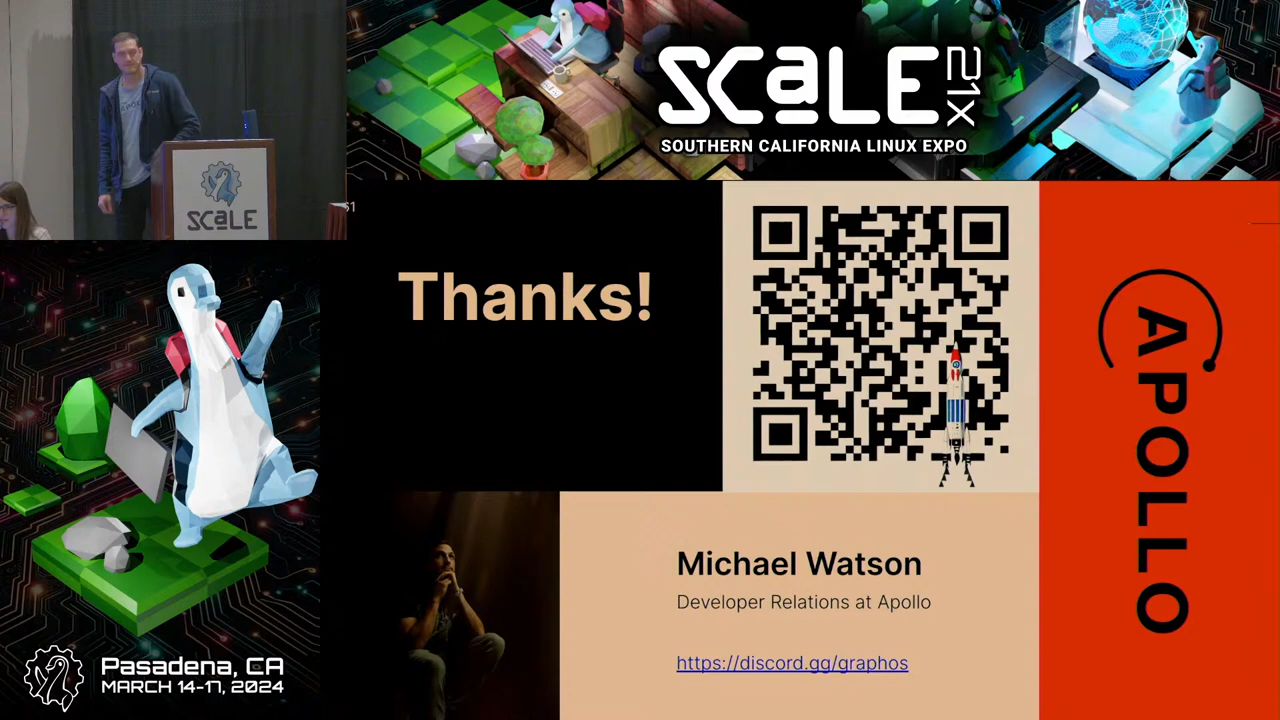 SCALE
21X
SOUTHERN CALIFORNIA LINUX EXPO
SCALE
S1
Thanks!
APOLLO
Michael Watson
Developer Relations at Apollo
https://discord.gg/graphos
Pasadena, CA
MARCH 14-17, 2024